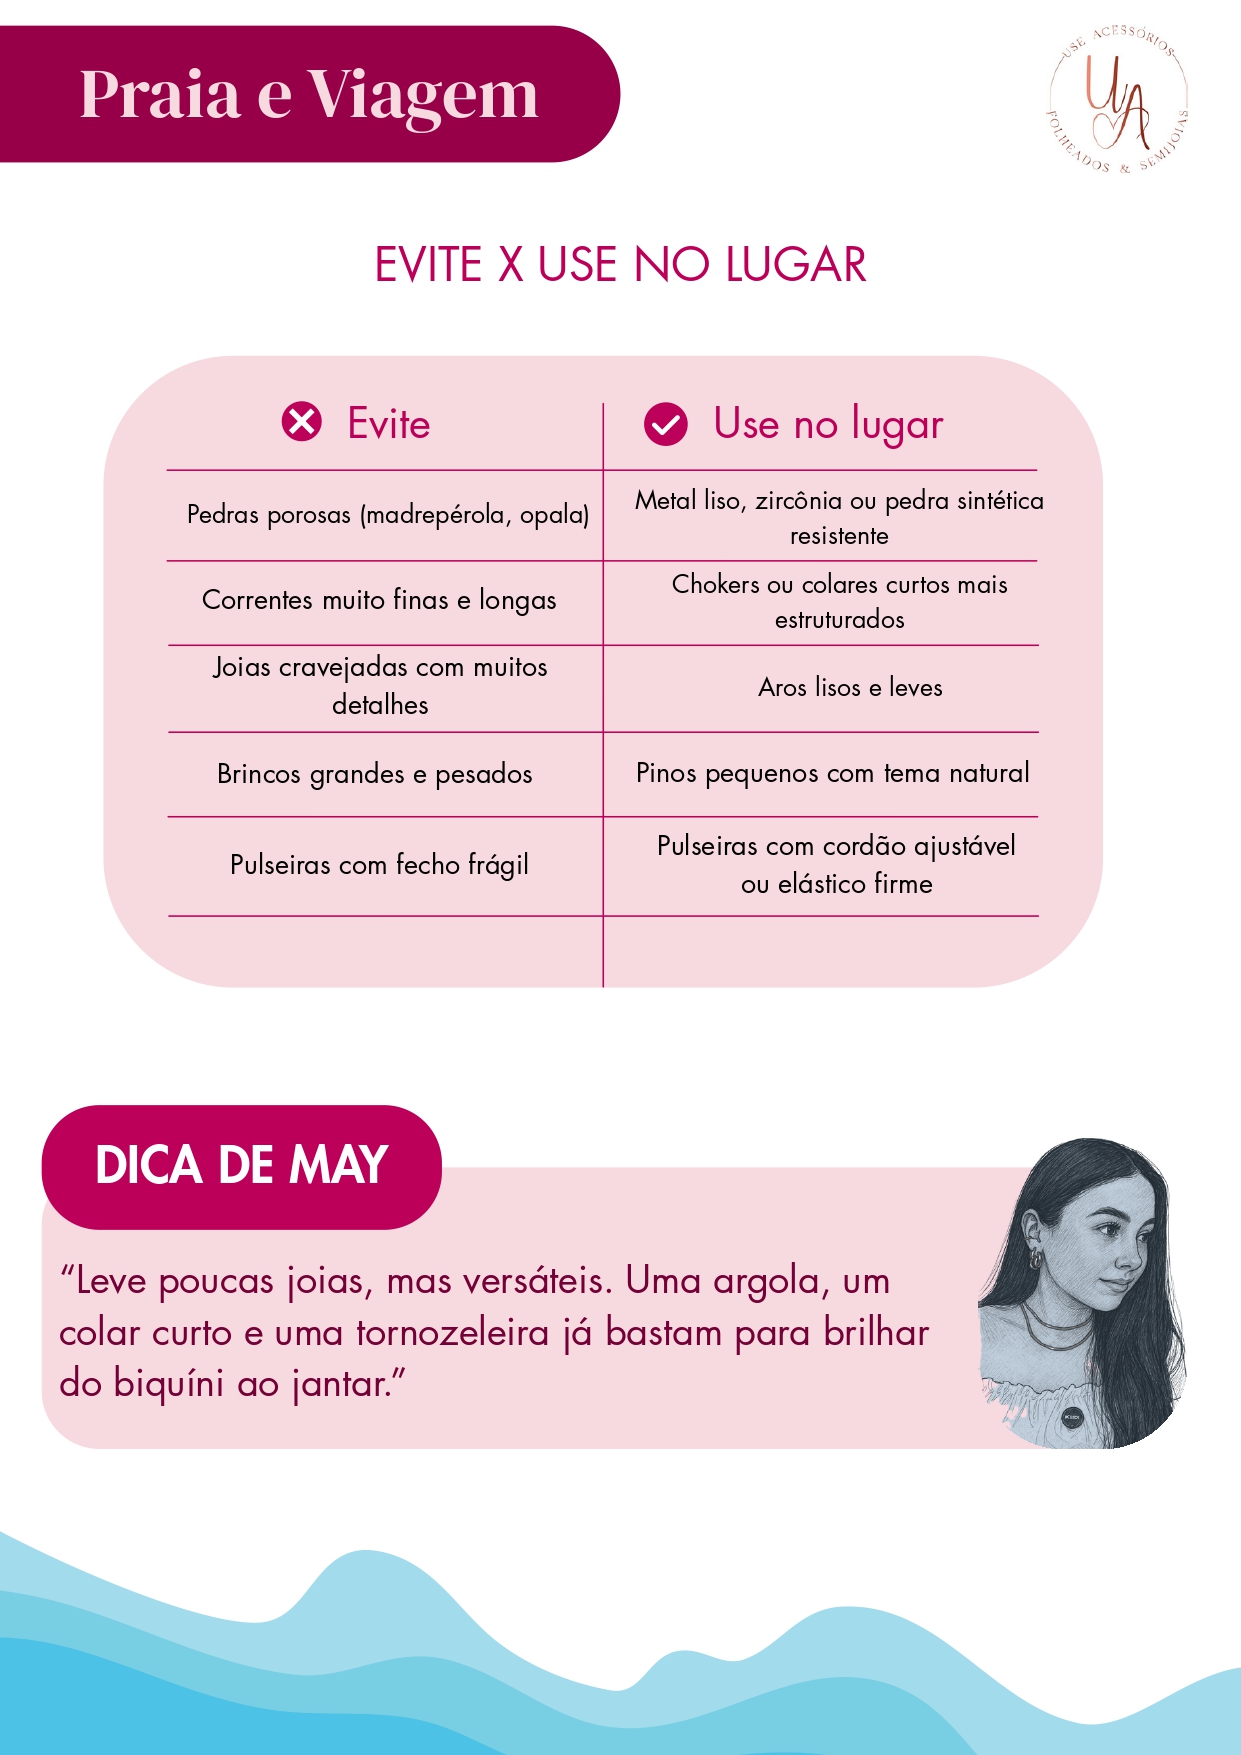 Praia e Viagem
USE ACESSÓRIOS
UA
FOLHEADOS & SEMIJOIAS
EVITE X USE NO LUGAR
Evite
Use no lugar
Pedras porosas (madrepérola, opala)
Metal liso, zircônia ou pedra sintética
resistente
Correntes muito finas e longas
Chokers ou colares curtos mais
estruturados
Joias cravejadas com muitos
detalhes
Aros lisos e leves
Brincos grandes e pesados
Pinos pequenos com tema natural
Pulseiras com fecho frágil
Pulseiras com cordão ajustável
ou elástico firme
DICA DE MAY
“Leve poucas joias, mas versáteis. Uma argola, um
colar curto e uma tornozeleira já bastam para brilhar
do biquíni ao jantar.”